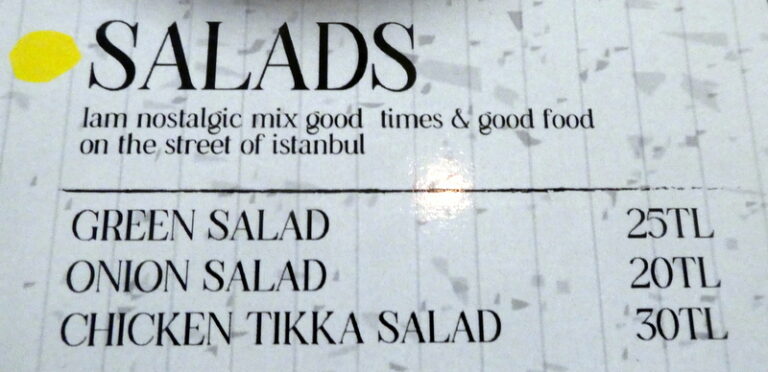 SALADS
Iam nostalgic mix good times & good food
on the street of istanbul
GREEN SALAD 25TL
ONION SALAD 20TL
CHICKEN TIKKA SALAD 30TL